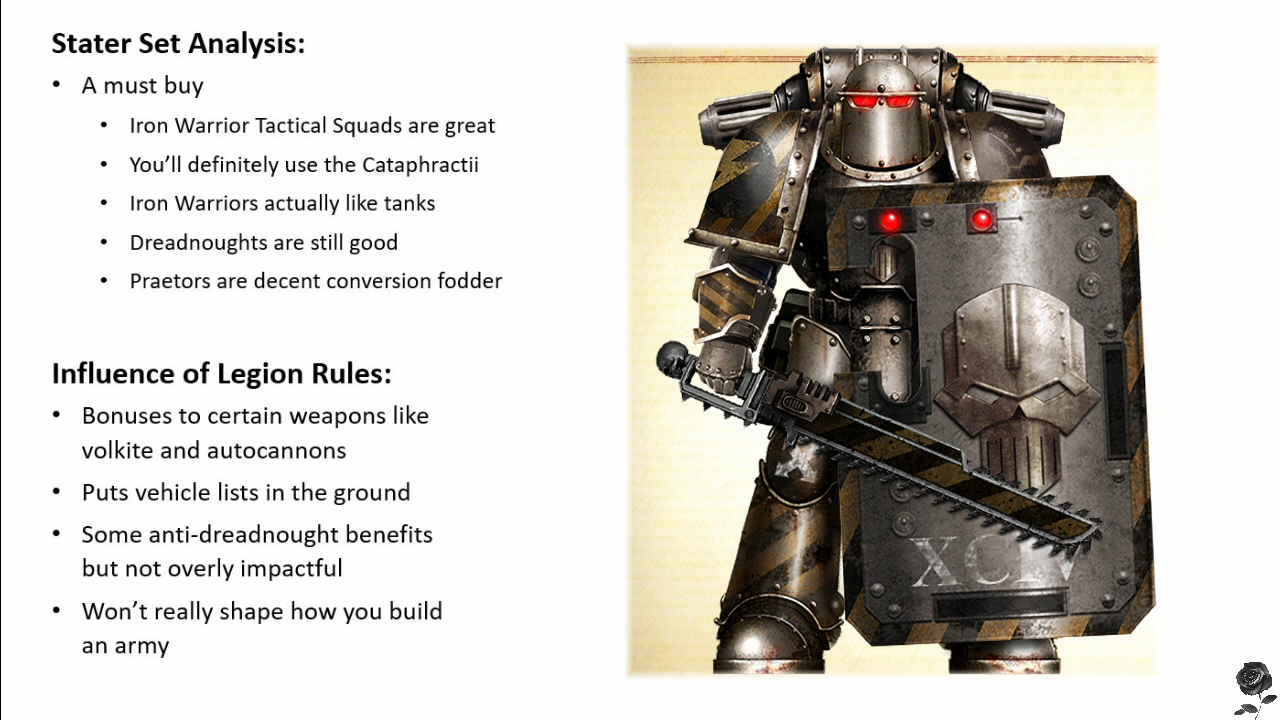 Stater Set Analysis:
• A must buy
• Iron Warrior Tactical Squads are great
• You’ll definitely use the Cataphractii
• Iron Warriors actually like tanks
• Dreadnoughts are still good
• Praetors are decent conversion fodder
Influence of Legion Rules:
• Bonuses to certain weapons like
volkite and autocannons
• Puts vehicle lists in the ground
• Some anti-dreadnought benefits
but not overly impactful
• Won’t really shape how you build
an army
XCIV